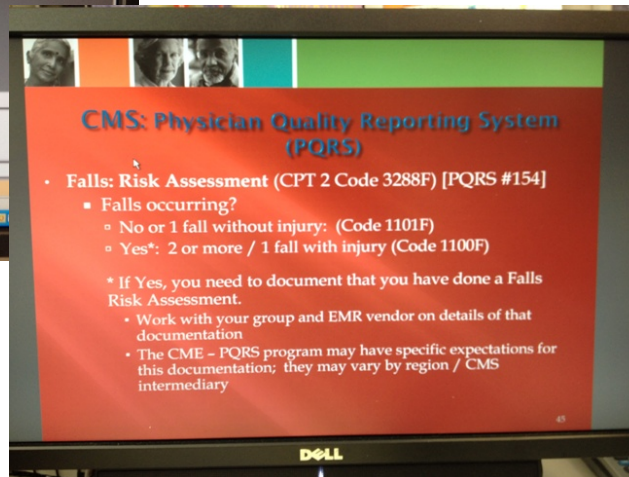 CMS: Physician Quality Reporting System
(PQRS)
• Falls: Risk Assessment (CPT 2 Code 3288F) [PQRS #154]
▪ Falls occurring?
▫ No or 1 fall without injury: (Code 1101F)
▫ Yes*: 2 or more / 1 fall with injury (Code 1100F)
* If Yes, you need to document that you have done a Falls
Risk Assessment.
• Work with your group and EMR vendor on details of that
documentation
• The CME – PQRS program may have specific expectations for
this documentation; they may vary by region / CMS
intermediary
45
DELL